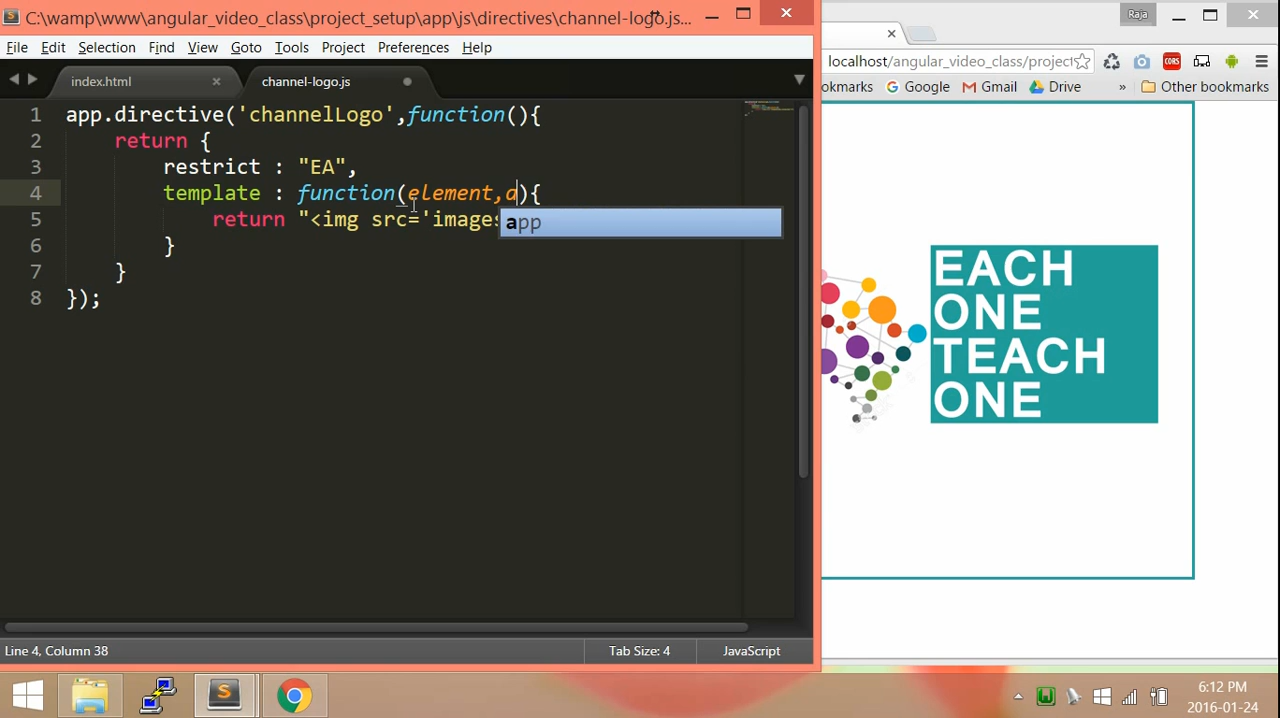 C:\wamp\www\angular_video_class\project_setup\app\js\directives\channel-logo.js...
File Edit Selection Find View Goto Tools Project Preferences Help
index.html channel-logo.js
1 app.directive('channelLogo',function(){
2 return {
3 restrict : "EA",
4 template : function(element,a){
5 return "<img src='images
app
6 }
7 }
8 });
Line 4, Column 38 Tab Size: 4 JavaScript
Raja
localhost/angular_video_class/project
CORS
okmarks Google Gmail Drive » Other bookmarks
EACH
ONE
TEACH
ONE
6:12 PM
2016-01-24